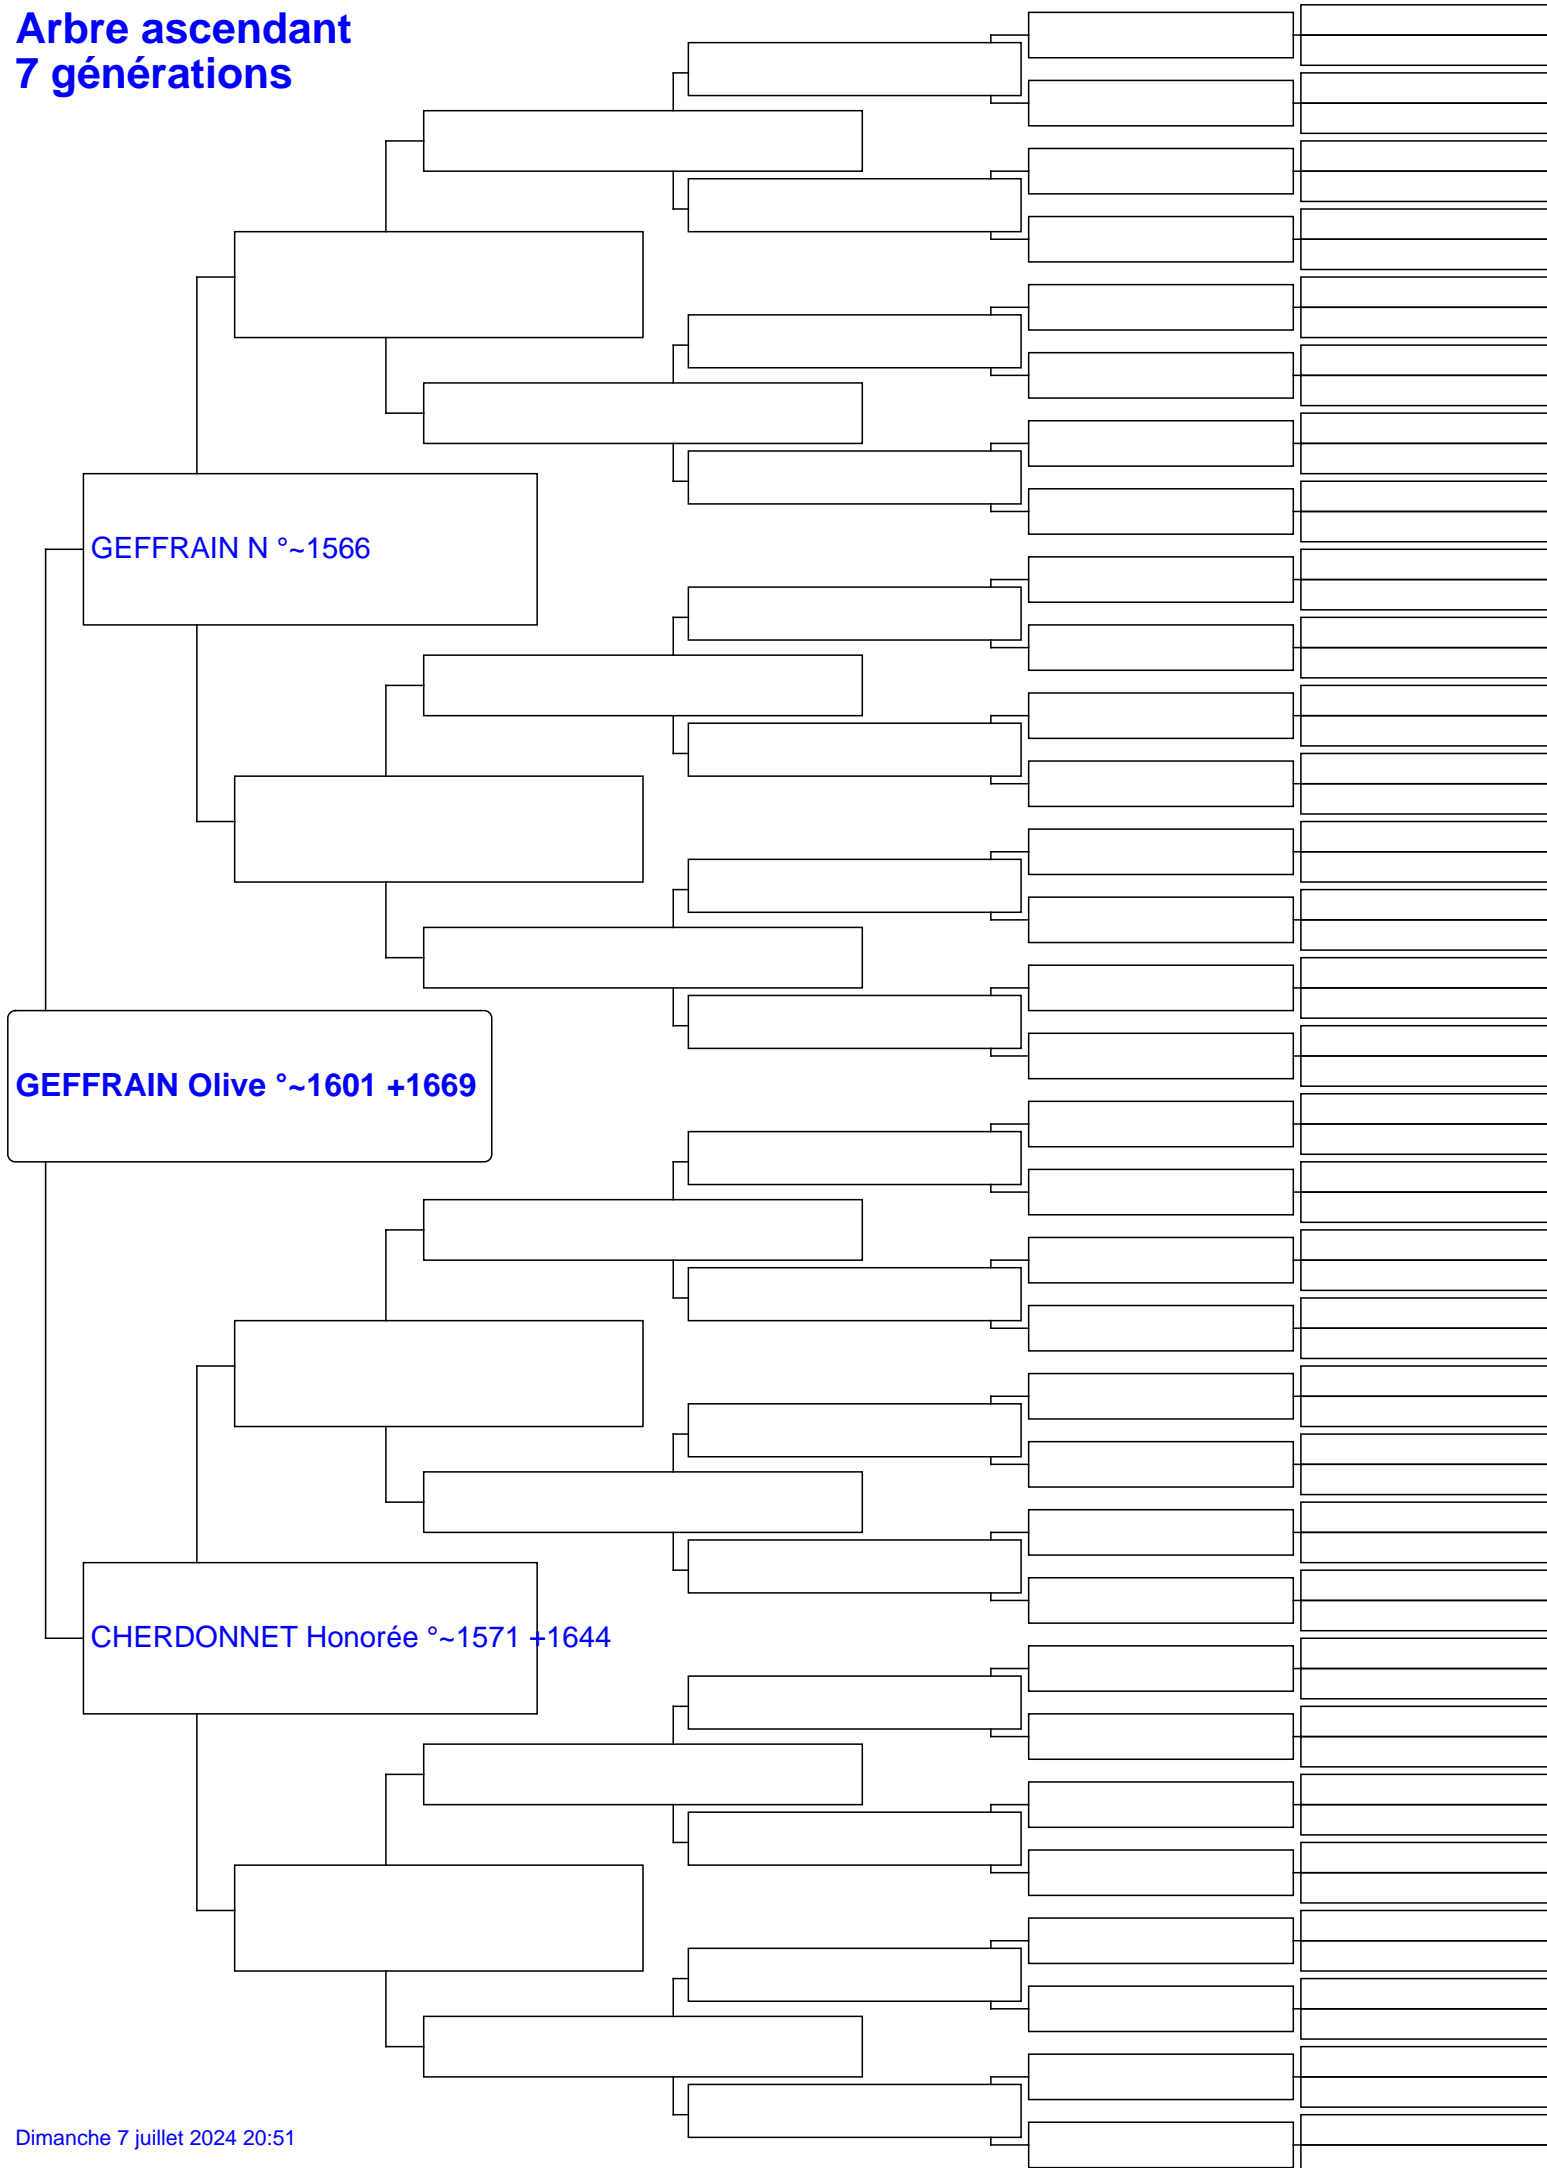 Arbre ascendant
7 générations
GEFFRAIN N °~1566
GEFFRAIN Olive °~1601 +1669
CHERDONNET Honorée °~1571 +1644
Dimanche 7 juillet 2024 20:51